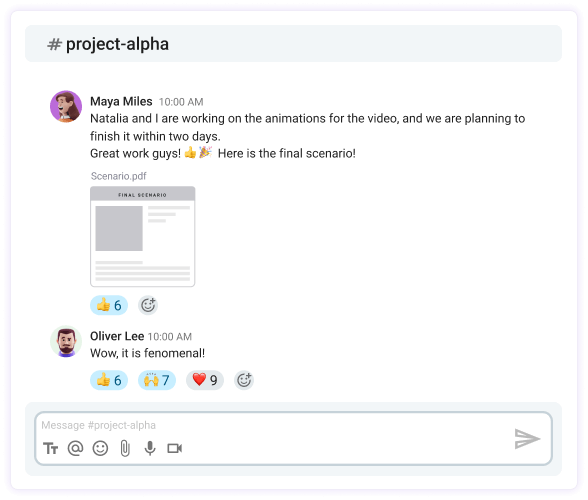 # project-alpha
Maya Miles 10:00 AM
Natalia and I are working on the animations for the video, and we are planning to
finish it within two days.
Great work guys! 👍🎉 Here is the final scenario!
Scenario.pdf
FINAL SCENARIO
👍 6
Oliver Lee 10:00 AM
Wow, it is fenomenal!
👍 6 🙌 7 ❤️ 9
Message #project-alpha
TT @